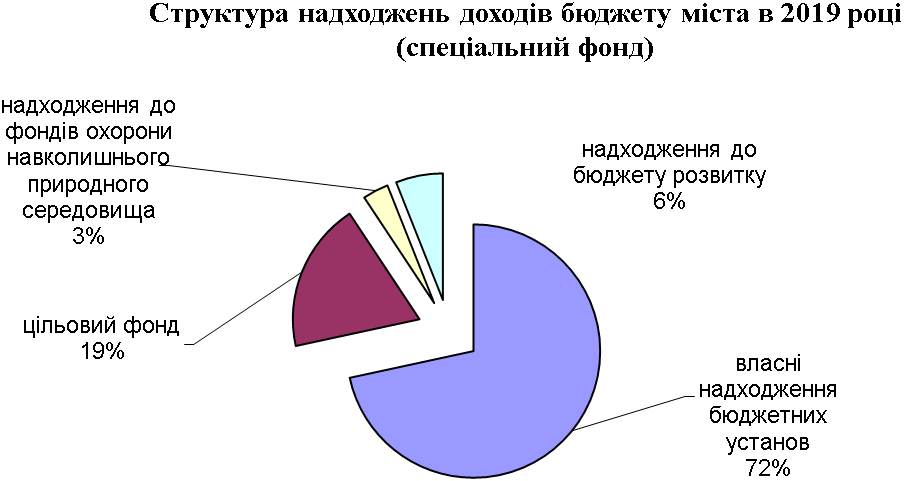 Структура надходжень доходів бюджету міста в 2019 році
(спеціальний фонд)
надходження до
фондів охорони
навколишнього
природного
середовища
3%
надходження до
бюджету розвитку
6%
цільовий фонд
19%
власні
надходження
бюджетних
установ
72%